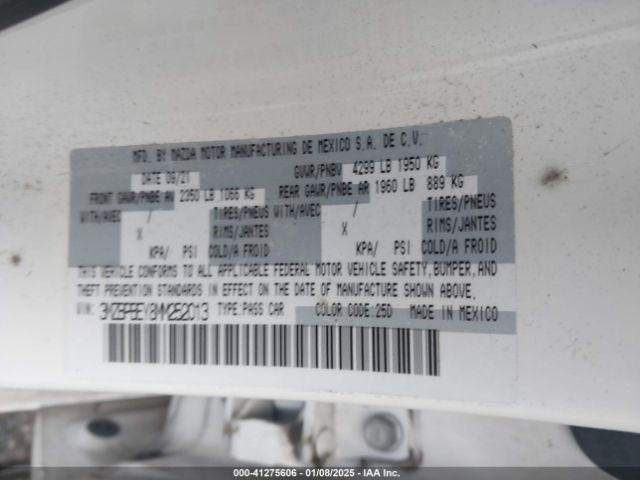 MFD. BY MAZDA MOTOR MANUFACTURING DE MEXICO S.A. DE C.V.
DATE 09/21 GVWR/PNBV 4299 LB 1950 KG
FRONT GAWR/PNBE AV 2350 LB 1066 KG REAR GAWR/PNBE AR 1960 LB 889 KG
WITH/AVEC / TIRES/PNEUS WITH/AVEC / TIRES/PNEUS
X RIMS/JANTES X RIMS/JANTES
KPA/ PSI COLD/A FROID KPA/ PSI COLD/A FROID
THIS VEHICLE CONFORMS TO ALL APPLICABLE FEDERAL MOTOR VEHICLE SAFETY,BUMPER,AND
THEFT PREVENTION STANDARDS IN EFFECT ON THE DATE OF MANUFACTURE SHOWN ABOVE.
VIN: TYPE:PASS CAR COLOR CODE:25D MADE IN MEXICO
000-41275606 - 01/08/2025 - IAA Inc.